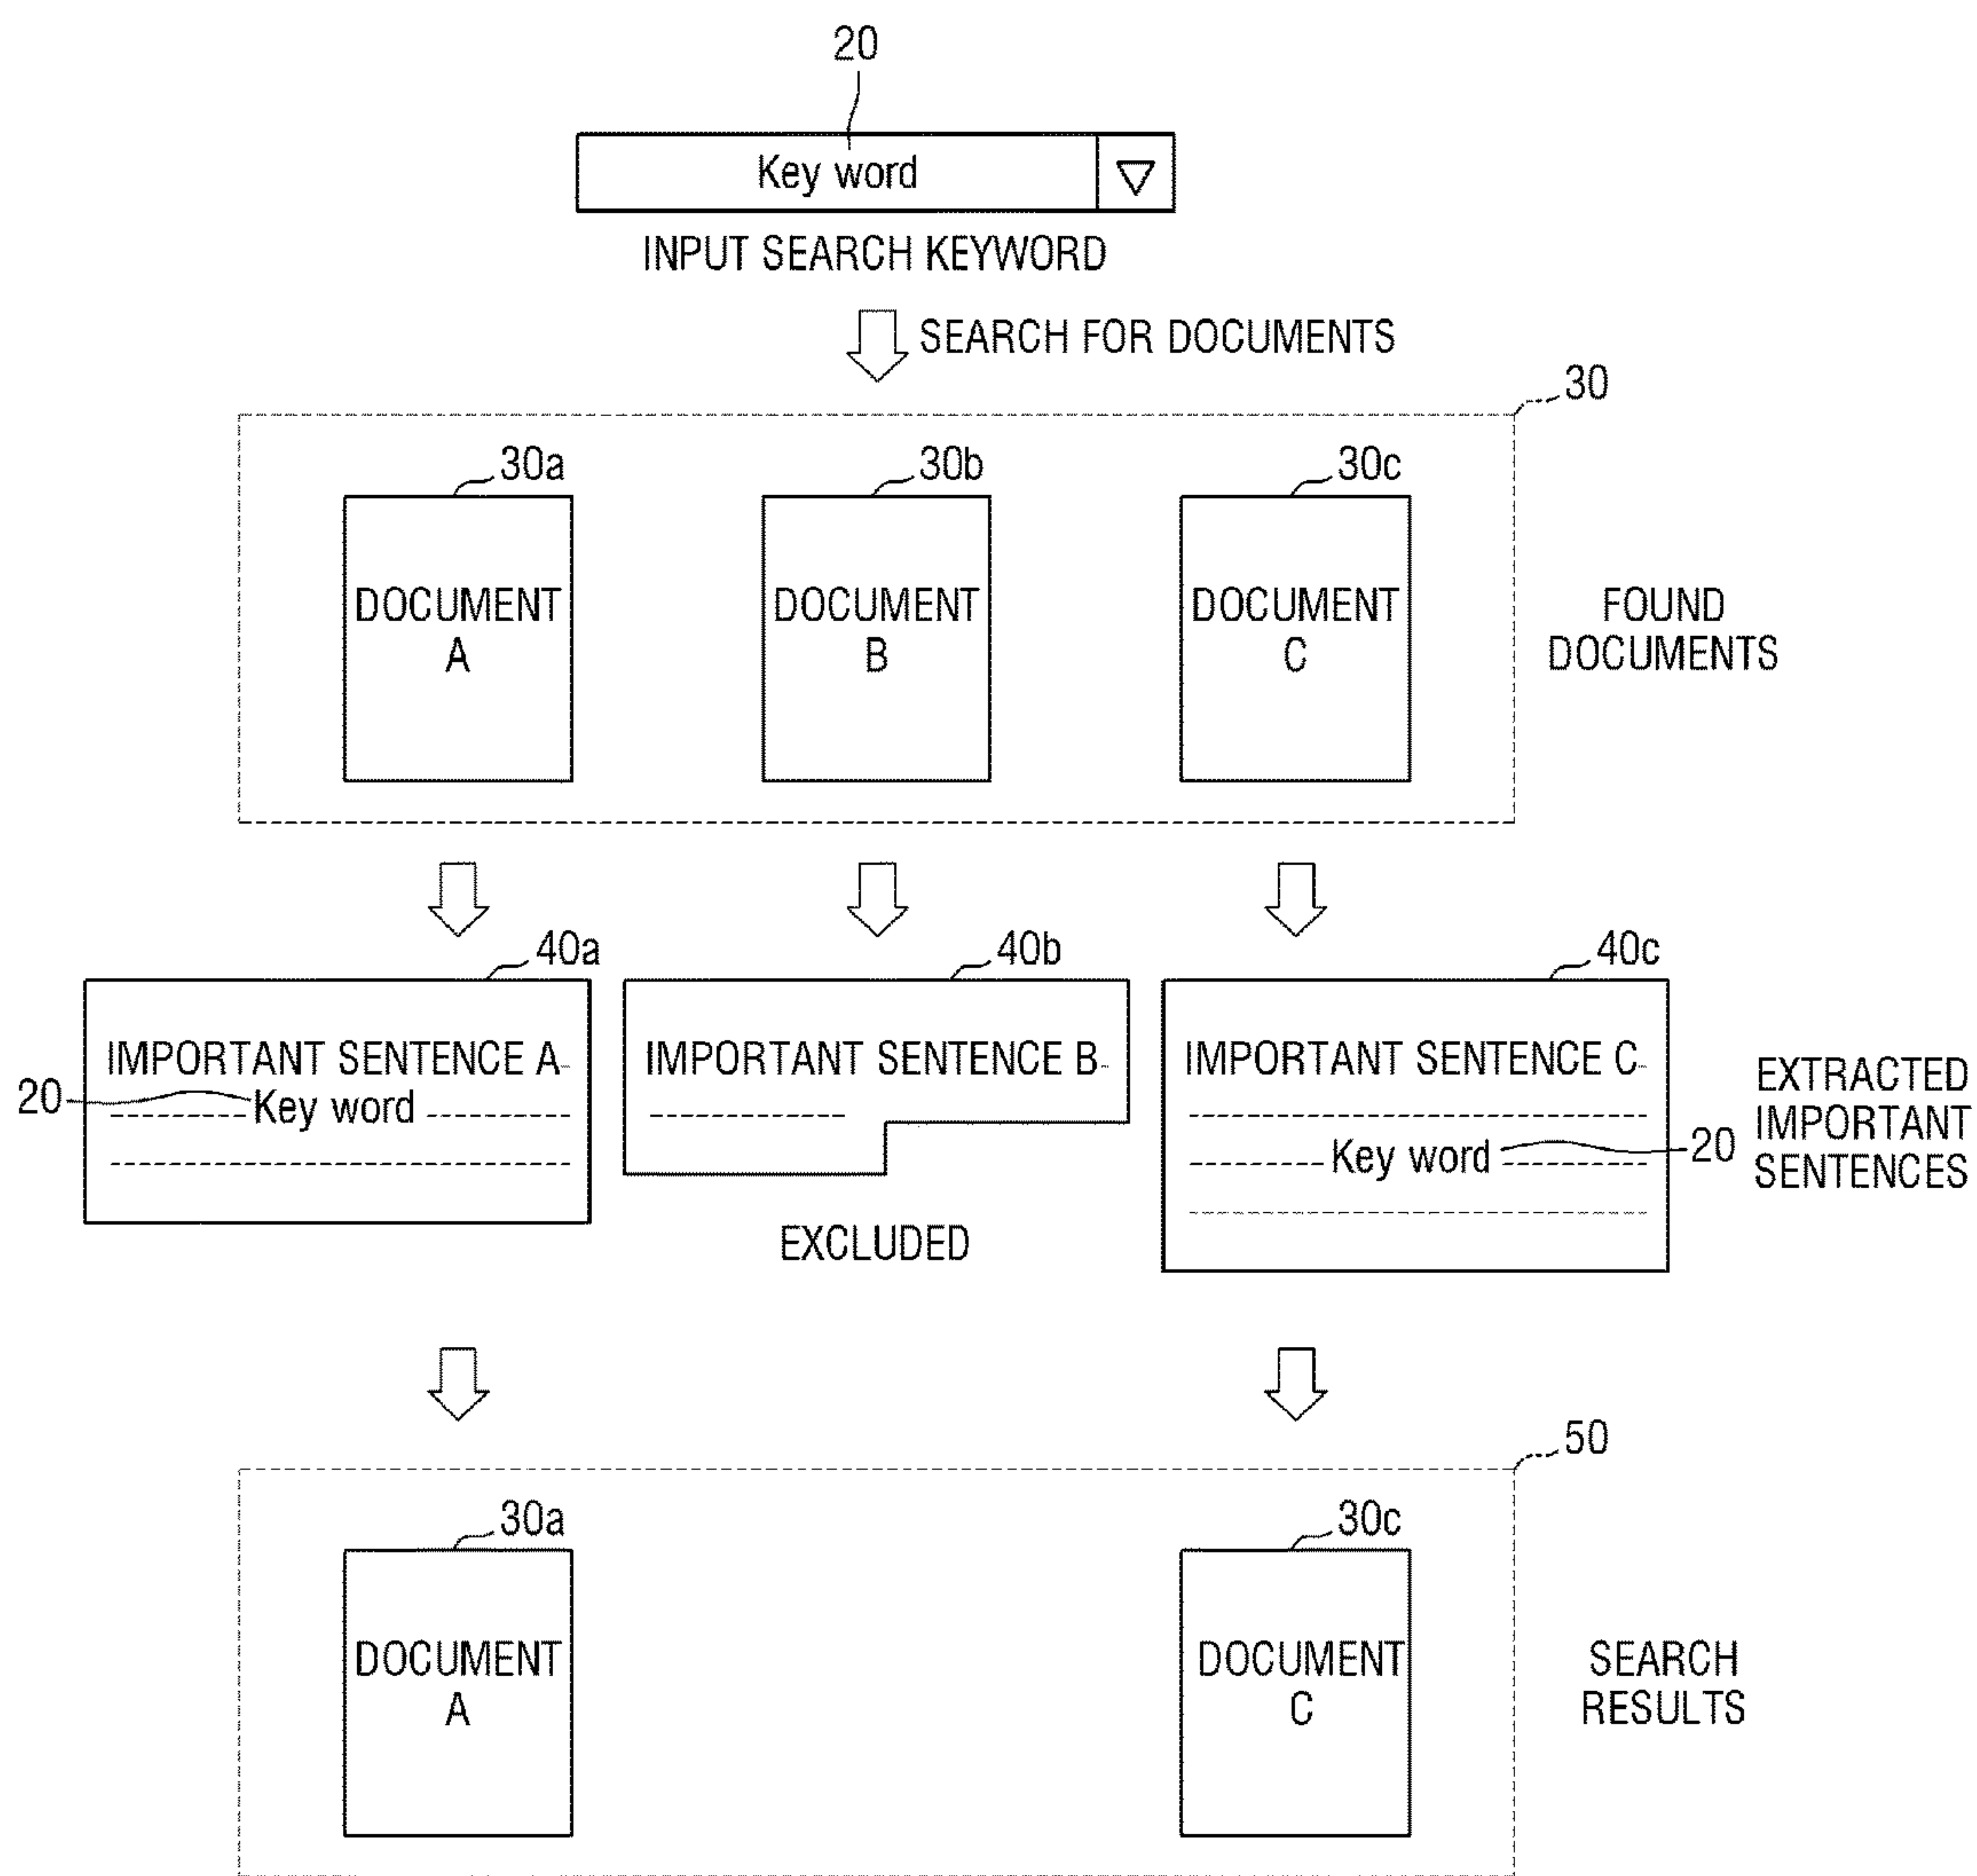 20
Key word
INPUT SEARCH KEYWORD
SEARCH FOR DOCUMENTS
30
30a
30b
30c
DOCUMENT
A
DOCUMENT
B
DOCUMENT
C
FOUND
DOCUMENTS
40a
40b
40c
IMPORTANT SENTENCE A
20
Key word
IMPORTANT SENTENCE B
EXCLUDED
IMPORTANT SENTENCE C
Key word
20
EXTRACTED
IMPORTANT
SENTENCES
50
30a
30c
DOCUMENT
A
DOCUMENT
C
SEARCH
RESULTS